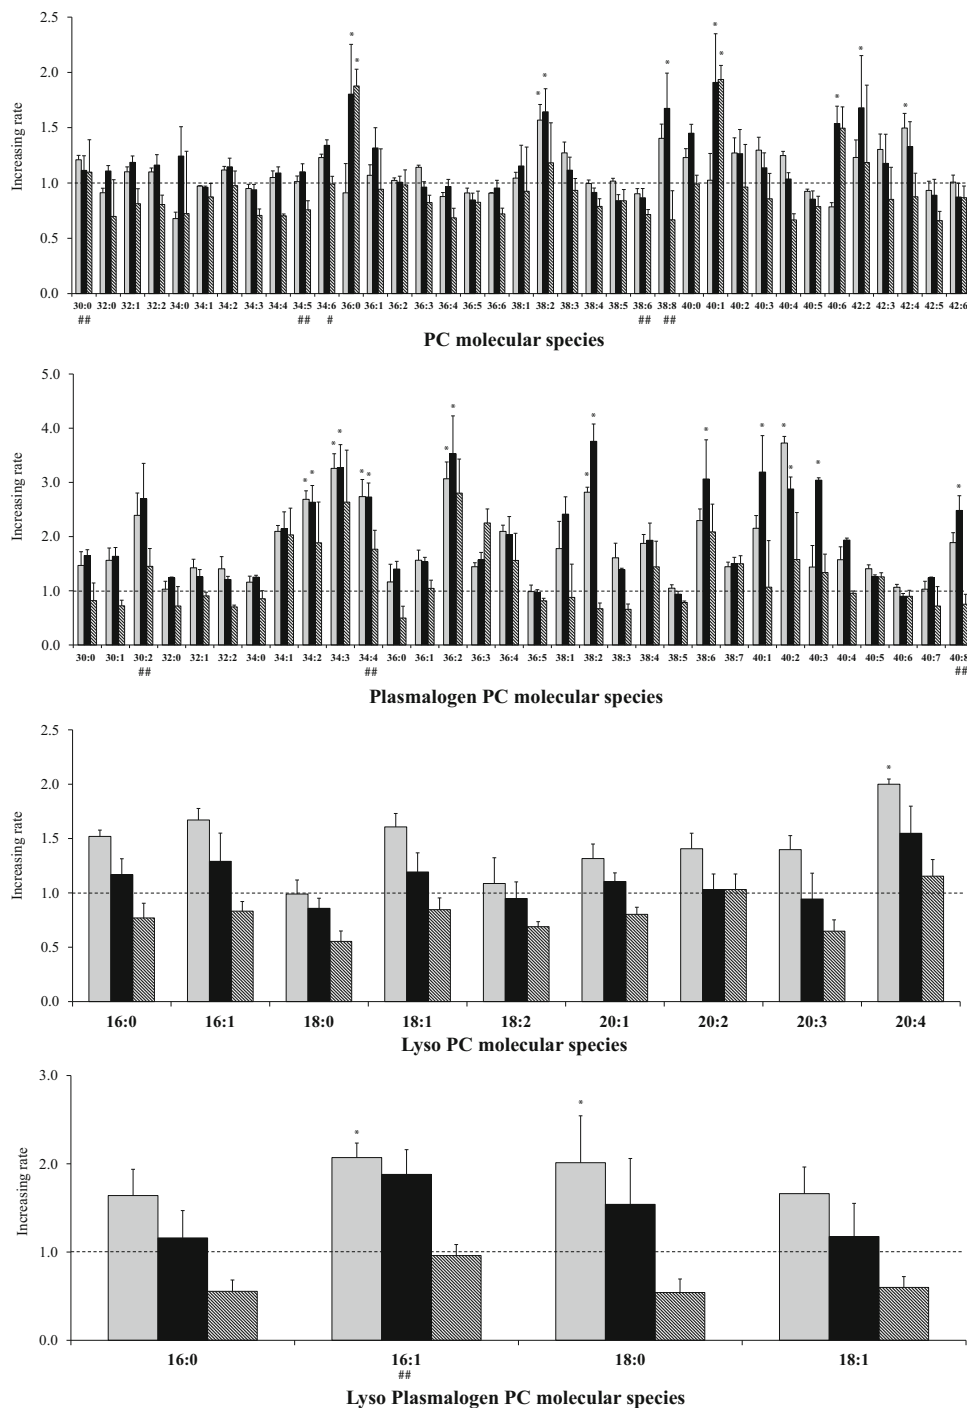 2.5
2.0
1.5
1.0
0.5
0.0
Increasing rate
* * * * * * * * * * *
30:0 32:0 32:1 32:2 34:0 34:1 34:2 34:3 34:4 34:5 34:6 36:0 36:1 36:2 36:3 36:4 36:5 36:6 38:1 38:2 38:3 38:4 38:5 38:6 38:8 40:0 40:1 40:2 40:3 40:4 40:5 40:6 42:2 42:3 42:4 42:5 42:6
## ## # ## ##
PC molecular species
5.0
4.0
3.0
2.0
1.0
0.0
Increasing rate
* * * * * * * * * * * * * * * *
30:0 30:1 30:2 32:0 32:1 32:2 34:0 34:1 34:2 34:3 34:4 36:0 36:1 36:2 36:3 36:4 36:5 38:1 38:2 38:3 38:4 38:5 38:6 38:7 40:1 40:2 40:3 40:4 40:5 40:6 40:7 40:8
## ## ##
Plasmalogen PC molecular species
2.5
2.0
1.5
1.0
0.5
0.0
Increasing rate
*
16:0 16:1 18:0 18:1 18:2 20:1 20:2 20:3 20:4
Lyso PC molecular species
3.0
2.0
1.0
0.0
Increasing rate
* *
16:0 16:1 18:0 18:1
##
Lyso Plasmalogen PC molecular species